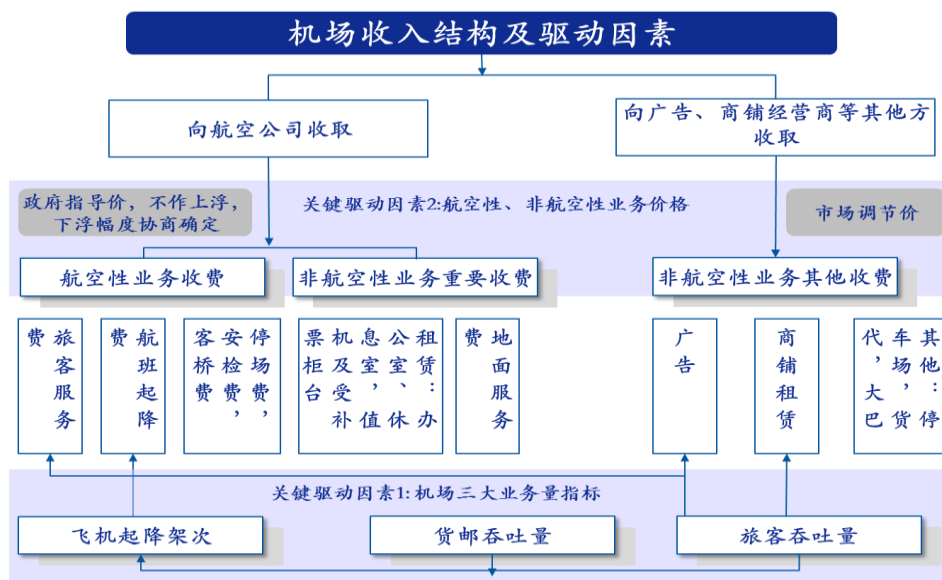 机场收入结构及驱动因素
向航空公司收取
向广告、商铺经营商等其他方
收取
政府指导价，不作上浮，
下浮幅度协商确定
关键驱动因素2:航空性、非航空性业务价格
市场调节价
航空性业务收费
非航空性业务重要收费
非航空性业务其他收费
旅客服务
费
航班起降
费
停场费，
安检费，
客桥费
租赁：办
公室、休
息室，值
机及受补
票柜台
地面服务
费
广告
商铺租赁
其他：停
车场，货
代，大巴
关键驱动因素1:机场三大业务量指标
飞机起降架次
货邮吞吐量
旅客吞吐量